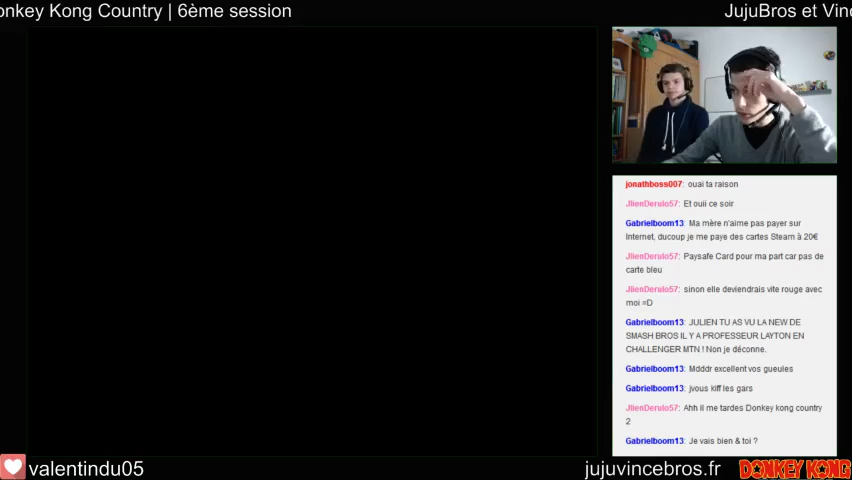 onkey Kong Country | 6ème session
JujuBros et Vinc
jonathboss007: ouai ta raison
JlienDerulo57: Et ouii ce soir
Gabrielboom13: Ma mère n'aime pas payer sur
Internet, ducoup je me paye des cartes Steam à 20€
JlienDerulo57: Paysafe Card pour ma part car pas de
carte bleu
JlienDerulo57: sinon elle deviendrais vite rouge avec
moi =D
Gabrielboom13: JULIEN TU AS VU LA NEW DE
SMASH BROS IL Y A PROFESSEUR LAYTON EN
CHALLENGER MTN ! Non je déconne.
Gabrielboom13: Mdddr excellent vos gueules
Gabrielboom13: jvous kiff les gars
JlienDerulo57: Ahh il me tardes Donkey kong country
2
Gabrielboom13: Je vais bien & toi ?
valentindu05
jujuvincebros.fr
DONKEY KONG